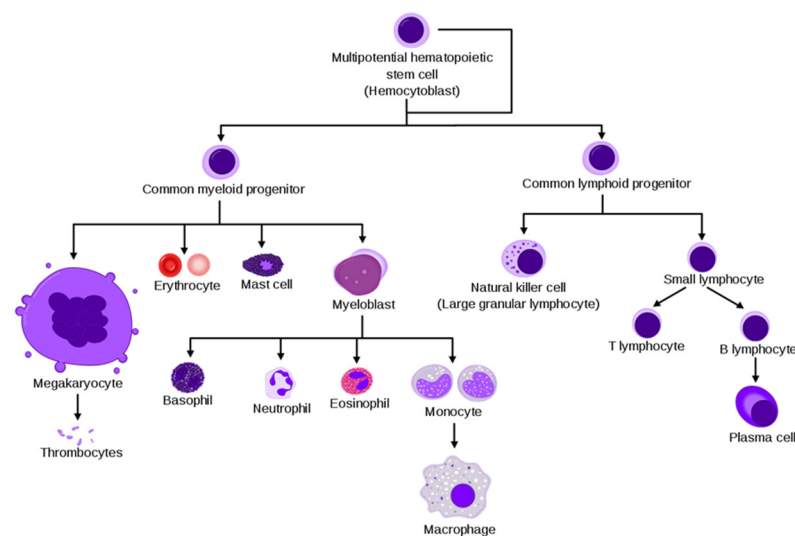 Multipotential hematopoietic
stem cell
(Hemocytoblast)
Common myeloid progenitor
Common lymphoid progenitor
Erythrocyte
Mast cell
Myeloblast
Natural killer cell
(Large granular lymphocyte)
Small lymphocyte
T lymphocyte
B lymphocyte
Megakaryocyte
Basophil
Neutrophil
Eosinophil
Monocyte
Plasma cell
Thrombocytes
Macrophage